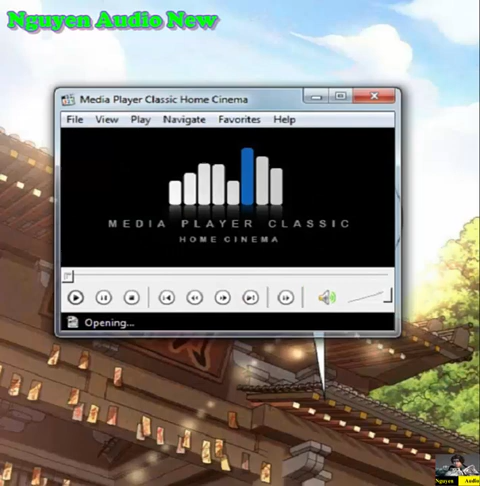 Nguyen Audio New
Media Player Classic Home Cinema
File View Play Navigate Favorites Help
MEDIA PLAYER CLASSIC
HOME CINEMA
Opening...
Nguyen Audio